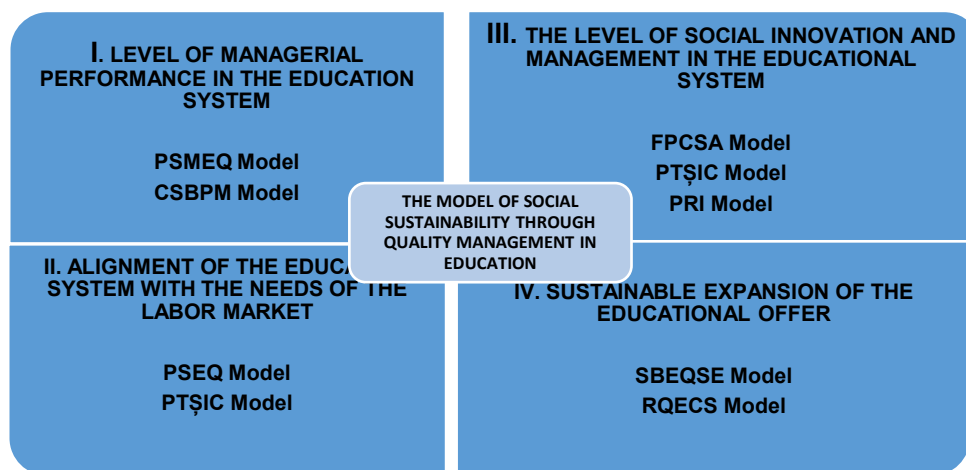 I. LEVEL OF MANAGERIAL
PERFORMANCE IN THE EDUCATION
SYSTEM
PSMEQ Model
CSBPM Model
III. THE LEVEL OF SOCIAL INNOVATION AND
MANAGEMENT IN THE EDUCATIONAL
SYSTEM
FPCSA Model
PTȘIC Model
PRI Model
THE MODEL OF SOCIAL
SUSTAINABILITY THROUGH
QUALITY MANAGEMENT IN
EDUCATION
II. ALIGNMENT OF THE EDUCA
SYSTEM WITH THE NEEDS OF THE
LABOR MARKET
PSEQ Model
PTȘIC Model
IV. SUSTAINABLE EXPANSION OF THE
EDUCATIONAL OFFER
SBEQSE Model
RQECS Model